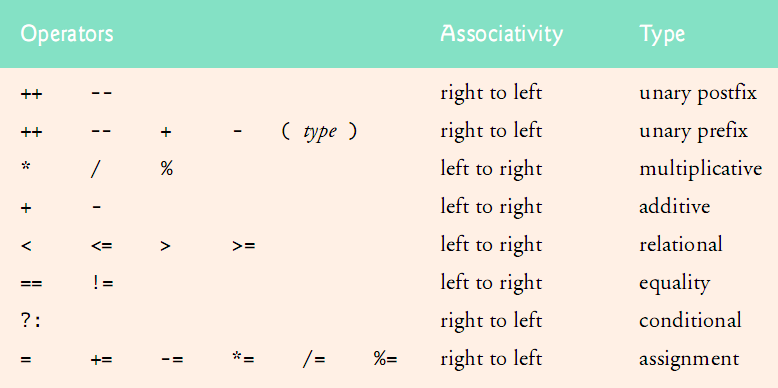 Operators Associativity Type
++ -- right to left unary postfix
++ -- + - ( type ) right to left unary prefix
* / % left to right multiplicative
+ - left to right additive
< <= > >= left to right relational
== != left to right equality
?: right to left conditional
= += -= *= /= %= right to left assignment